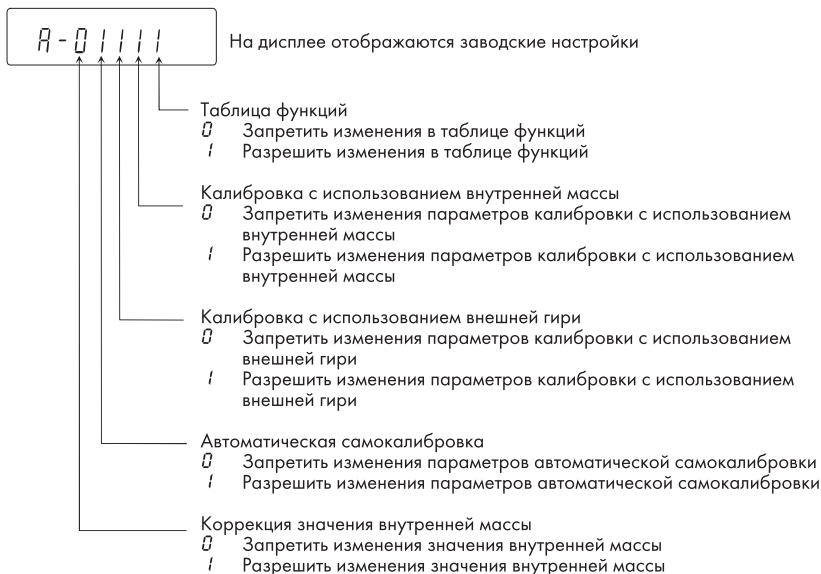 A-01111
На дисплее отображаются заводские настройки
Таблица функций
0 Запретить изменения в таблице функций
1 Разрешить изменения в таблице функций
Калибровка с использованием внутренней массы
0 Запретить изменения параметров калибровки с использованием
внутренней массы
1 Разрешить изменения параметров калибровки с использованием
внутренней массы
Калибровка с использованием внешней гири
0 Запретить изменения параметров калибровки с использованием
внешней гири
1 Разрешить изменения параметров калибровки с использованием
внешней гири
Автоматическая самокалибровка
0 Запретить изменения параметров автоматической самокалибровки
1 Разрешить изменения параметров автоматической самокалибровки
Коррекция значения внутренней массы
0 Запретить изменения значения внутренней массы
1 Разрешить изменения значения внутренней массы